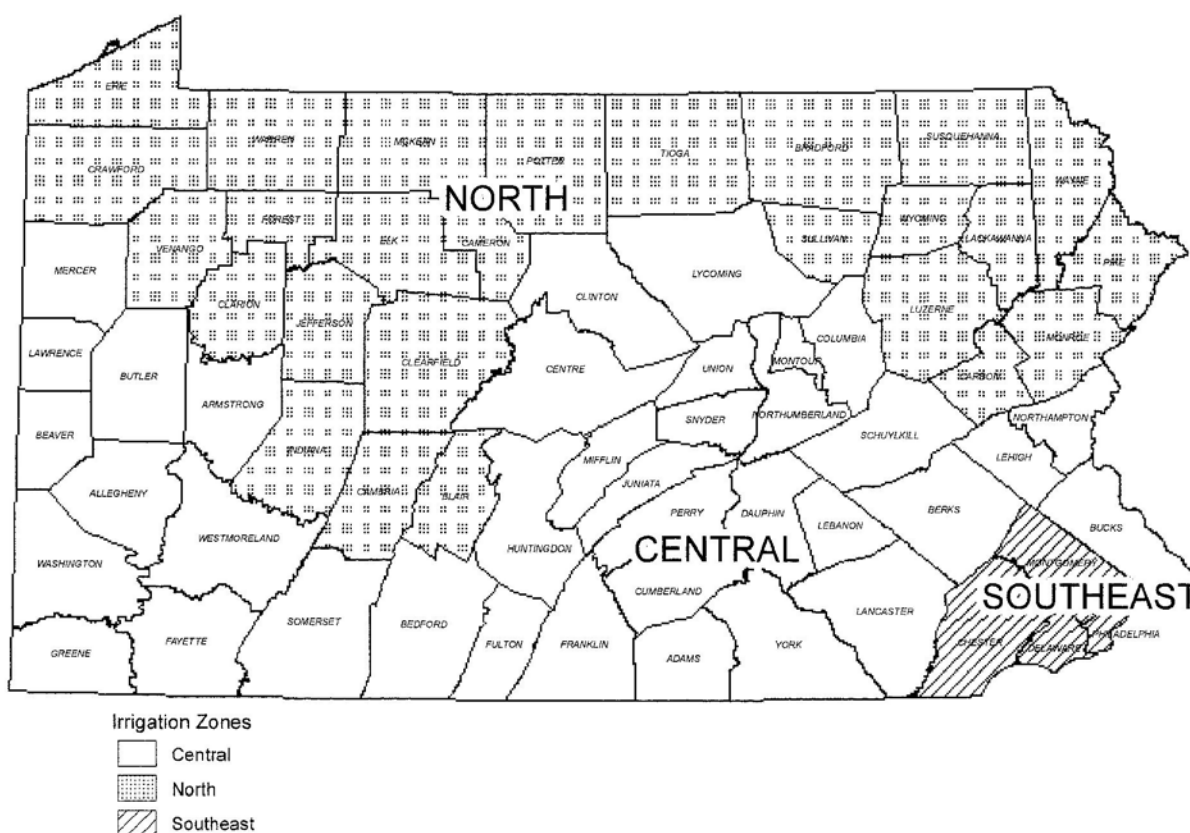 ERIE
WARREN
MCKEAN
POTTER
TIOGA
BRADFORD
SUSQUEHANNA
WAYNE
CRAWFORD
NORTH
FOREST
ELK
CAMERON
VENANGO
SULLIVAN
WYOMING
LACKAWANNA
PIKE
MERCER
CLARION
LYCOMING
CLINTON
JEFFERSON
LUZERNE
MONROE
COLUMBIA
LAWRENCE
BUTLER
CLEARFIELD
CENTRE
UNION
MONTOUR
CARBON
ARMSTRONG
SNYDER
NORTHUMBERLAND
NORTHAMPTON
BEAVER
SCHUYLKILL
INDIANA
MIFFLIN
LEHIGH
ALLEGHENY
CAMBRIA
BLAIR
JUNIATA
PERRY
DAUPHIN
LEBANON
BERKS
BUCKS
WESTMORELAND
HUNTINGDON
CENTRAL
WASHINGTON
MONTGOMERY
CUMBERLAND
SOUTHEAST
LANCASTER
SOMERSET
BEDFORD
FAYETTE
FULTON
FRANKLIN
YORK
CHESTER
DELAWARE
PHILADELPHIA
GREENE
ADAMS
Irrigation Zones
Central
North
Southeast